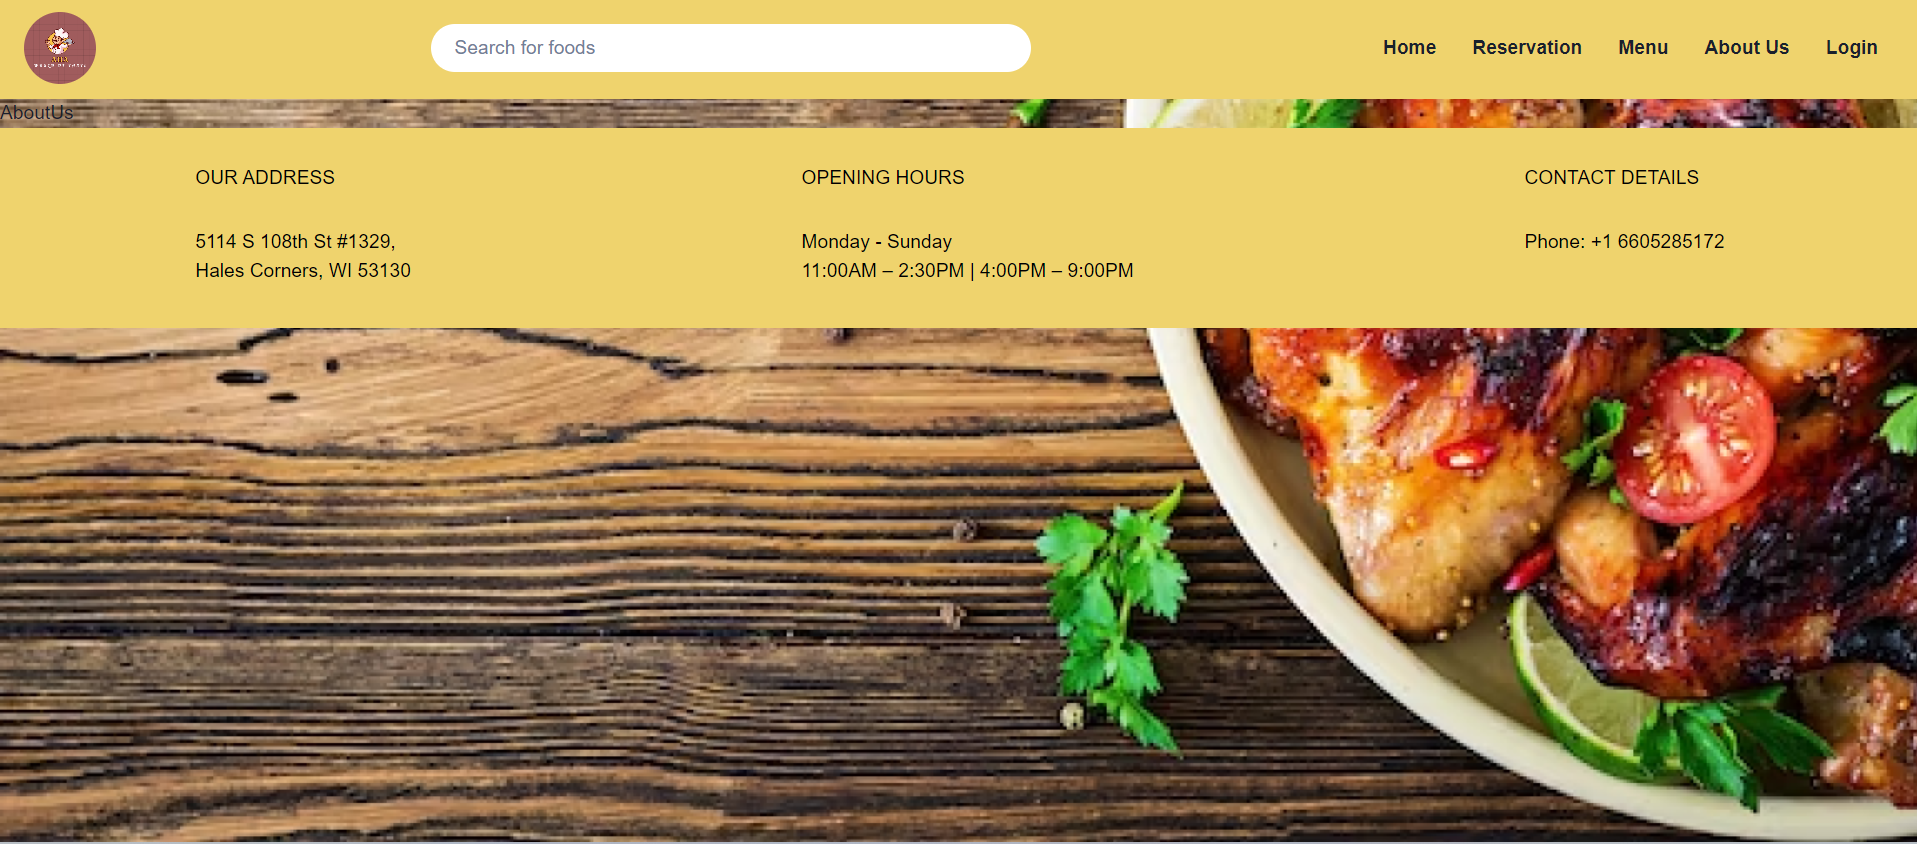 Search for foods
Home Reservation Menu About Us Login
AboutUs
OUR ADDRESS
5114 S 108th St #1329,
Hales Corners, WI 53130
OPENING HOURS
Monday - Sunday
11:00AM – 2:30PM | 4:00PM – 9:00PM
CONTACT DETAILS
Phone: +1 6605285172